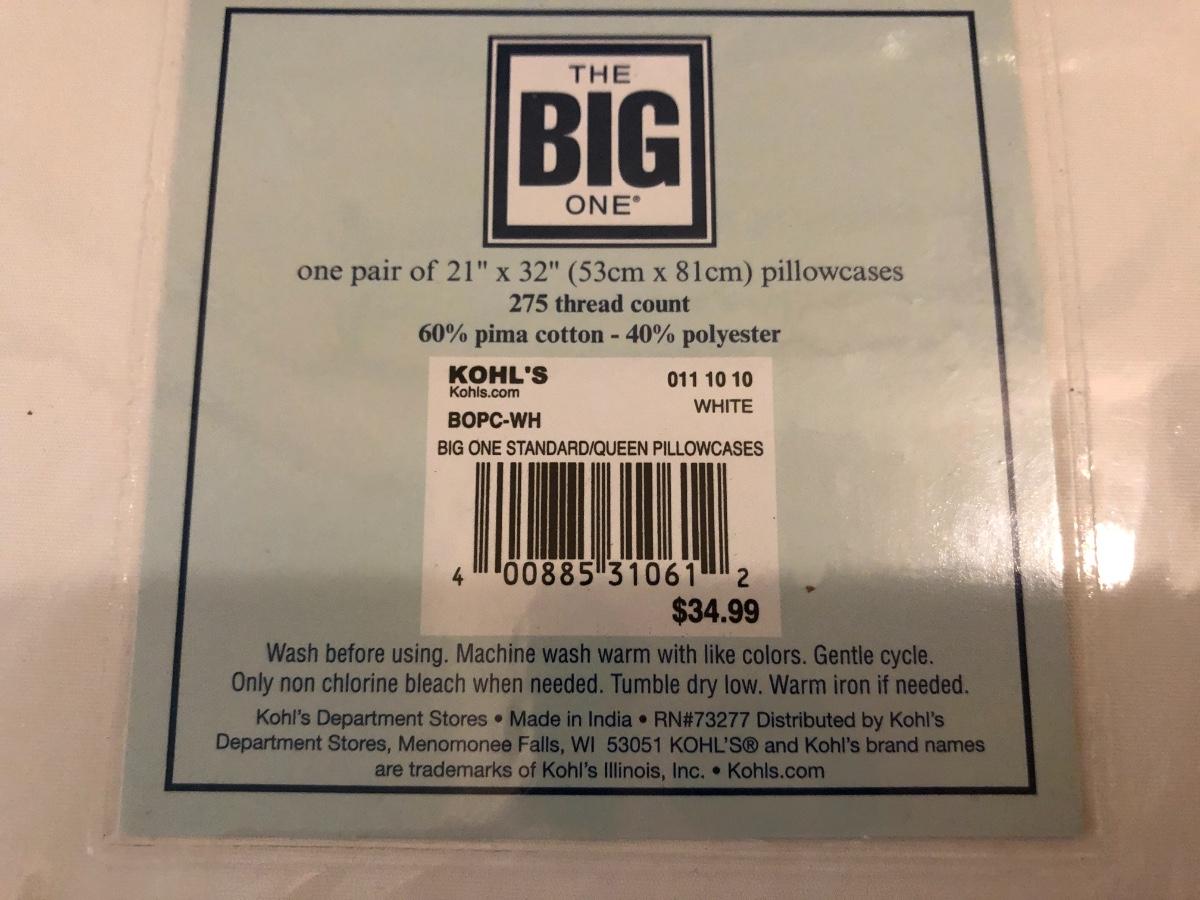 THE
BIG
ONE®
one pair of 21" x 32" (53cm x 81cm) pillowcases
275 thread count
60% pima cotton - 40% polyester
KOHL'S 011 10 10
Kohls.com WHITE
BOPC-WH
BIG ONE STANDARD/QUEEN PILLOWCASES
4 00885 31061 2
$34.99
Wash before using. Machine wash warm with like colors. Gentle cycle.
Only non chlorine bleach when needed. Tumble dry low. Warm iron if needed.
Kohl's Department Stores • Made in India • RN#73277 Distributed by Kohl's
Department Stores, Menomonee Falls, WI 53051 KOHL'S® and Kohl's brand names
are trademarks of Kohl's Illinois, Inc. • Kohls.com